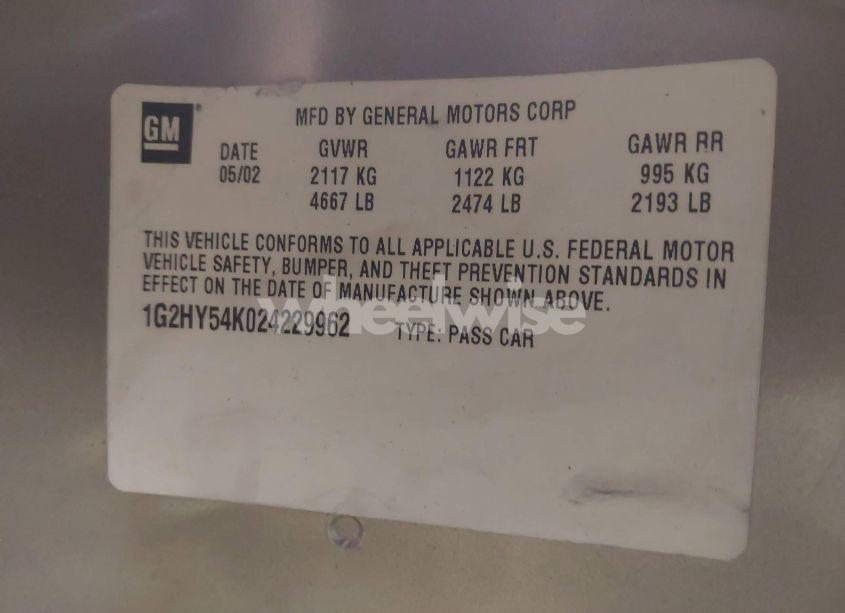 GM
MFD BY GENERAL MOTORS CORP
DATE GVWR GAWR FRT GAWR RR
05/02 2117 KG 1122 KG 995 KG
4667 LB 2474 LB 2193 LB
THIS VEHICLE CONFORMS TO ALL APPLICABLE U.S. FEDERAL MOTOR
VEHICLE SAFETY, BUMPER, AND THEFT PREVENTION STANDARDS IN
EFFECT ON THE DATE OF MANUFACTURE SHOWN ABOVE.
1G2HY54K024229962 TYPE: PASS CAR
wheelwise